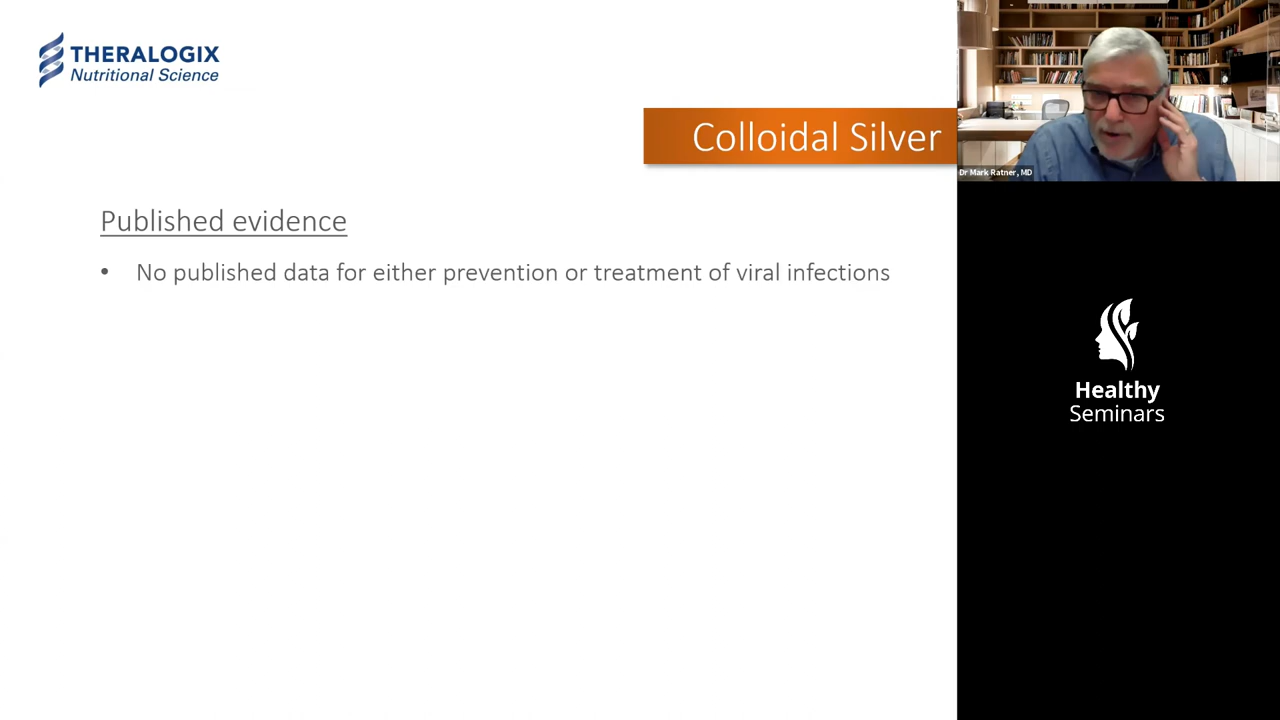 THERALOGIX
Nutritional Science
Colloidal Silver
Dr Mark Ratner, MD
Published evidence
• No published data for either prevention or treatment of viral infections
Healthy
Seminars